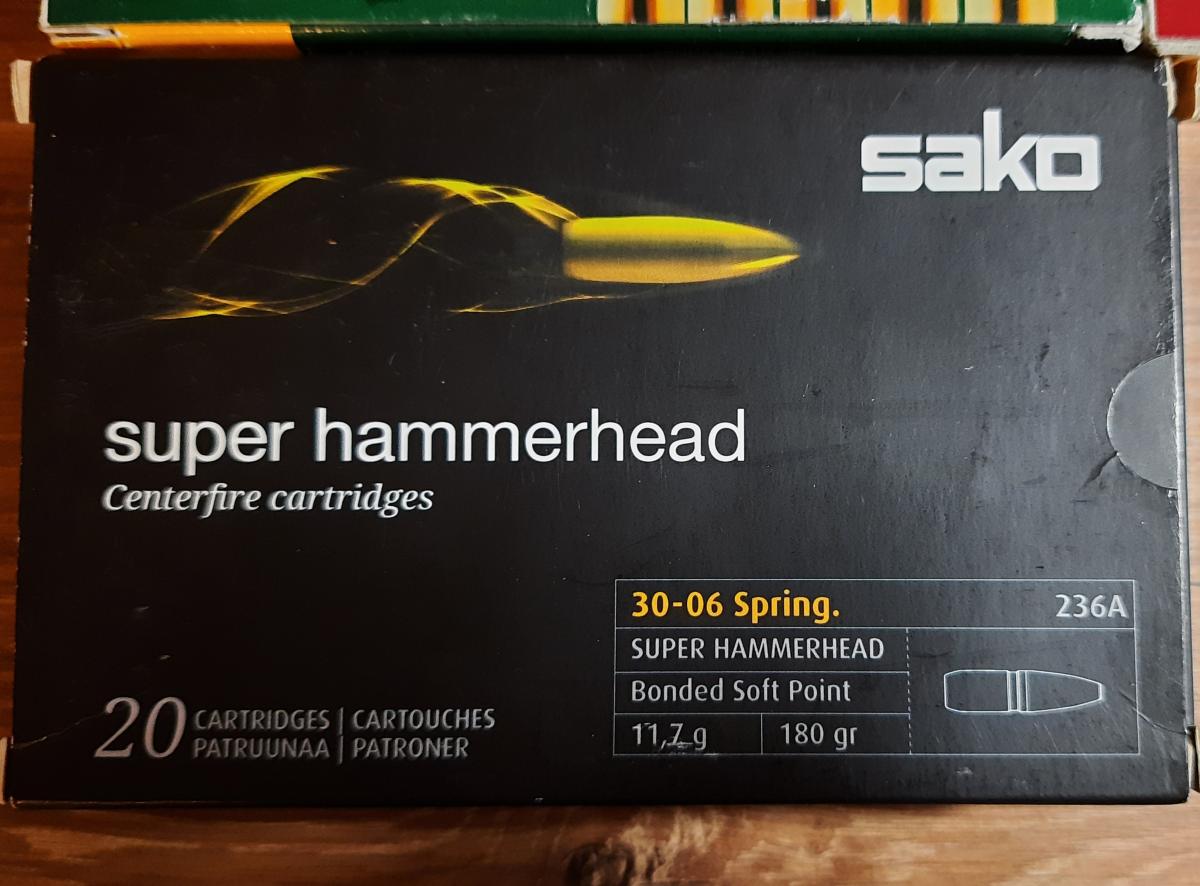 sako
super hammerhead
Centerfire cartridges
30-06 Spring. 236A
SUPER HAMMERHEAD
Bonded Soft Point
11,7 g 180 gr
20 CARTRIDGES | CARTOUCHES
PATRUUNAA | PATRONER